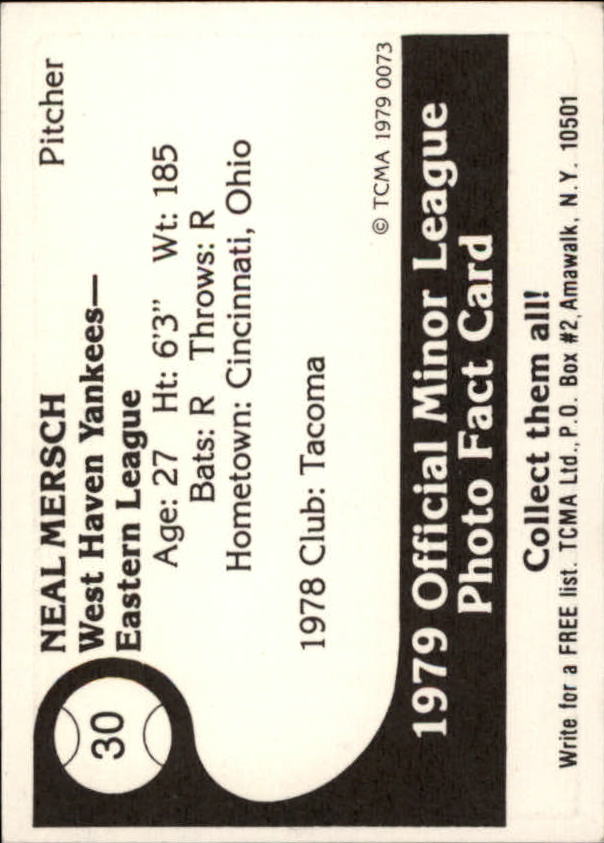 30
NEAL MERSCH Pitcher
West Haven Yankees—
Eastern League
Age: 27 Ht: 6'3" Wt: 185
Bats: R Throws: R
Hometown: Cincinnati, Ohio
1978 Club: Tacoma
© TCMA 1979 0073
1979 Official Minor League
Photo Fact Card
Collect them all!
Write for a FREE list. TCMA Ltd., P.O. Box #2, Amawalk, N.Y. 10501